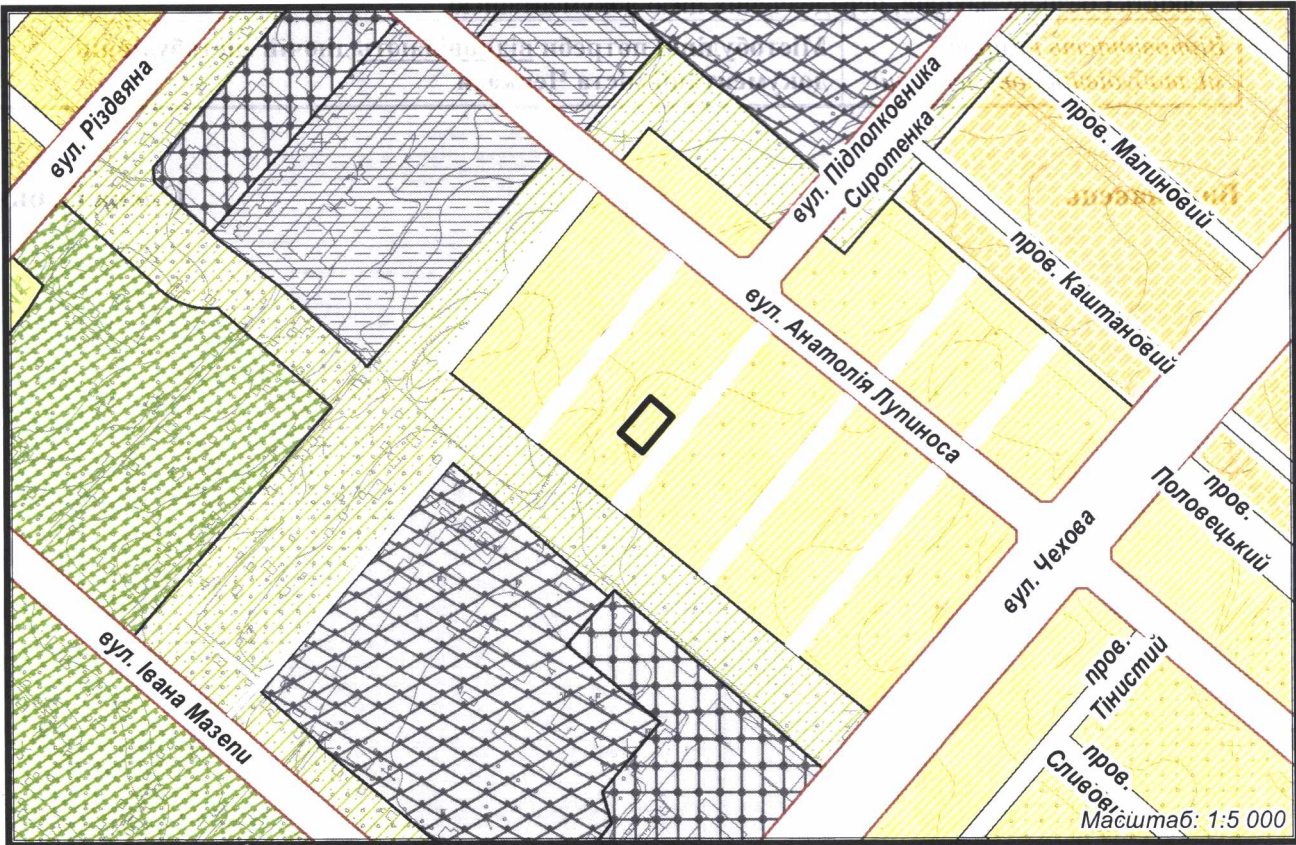 вул. Різдвяна
вул. Підполковника
Сиротенка
пров. Малиновий
пров. Каштановий
вул. Анатолія Лупиноса
пров.
Половецький
вул. Чехова
вул. Івана Мазепи
пров.
Тінистий
пров.
Масштаб: 1:5 000